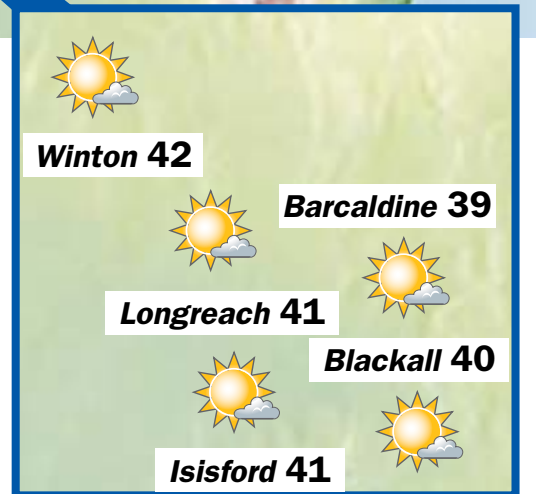 Winton 42
Barcaldine 39
Longreach 41
Blackall 40
Isisford 41